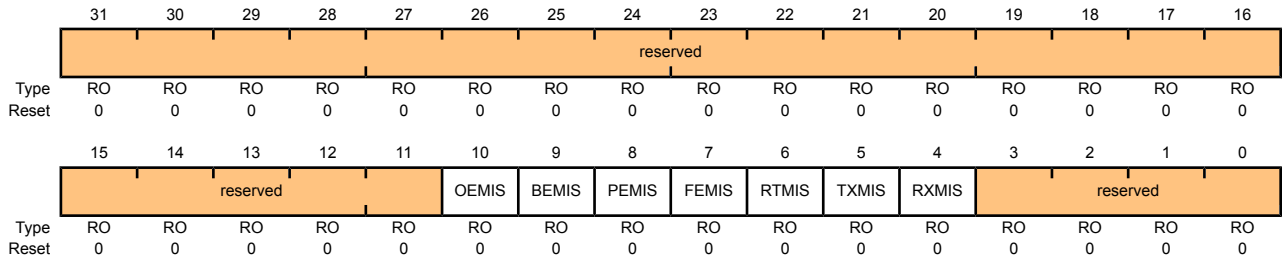 31 30 29 28 27 26 25 24 23 22 21 20 19 18 17 16
reserved
Type RO RO RO RO RO RO RO RO RO RO RO RO RO RO RO RO
Reset 0 0 0 0 0 0 0 0 0 0 0 0 0 0 0 0
15 14 13 12 11 10 9 8 7 6 5 4 3 2 1 0
reserved OEMIS BEMIS PEMIS FEMIS RTMIS TXMIS RXMIS reserved
Type RO RO RO RO RO RO RO RO RO RO RO RO RO RO RO RO
Reset 0 0 0 0 0 0 0 0 0 0 0 0 0 0 0 0